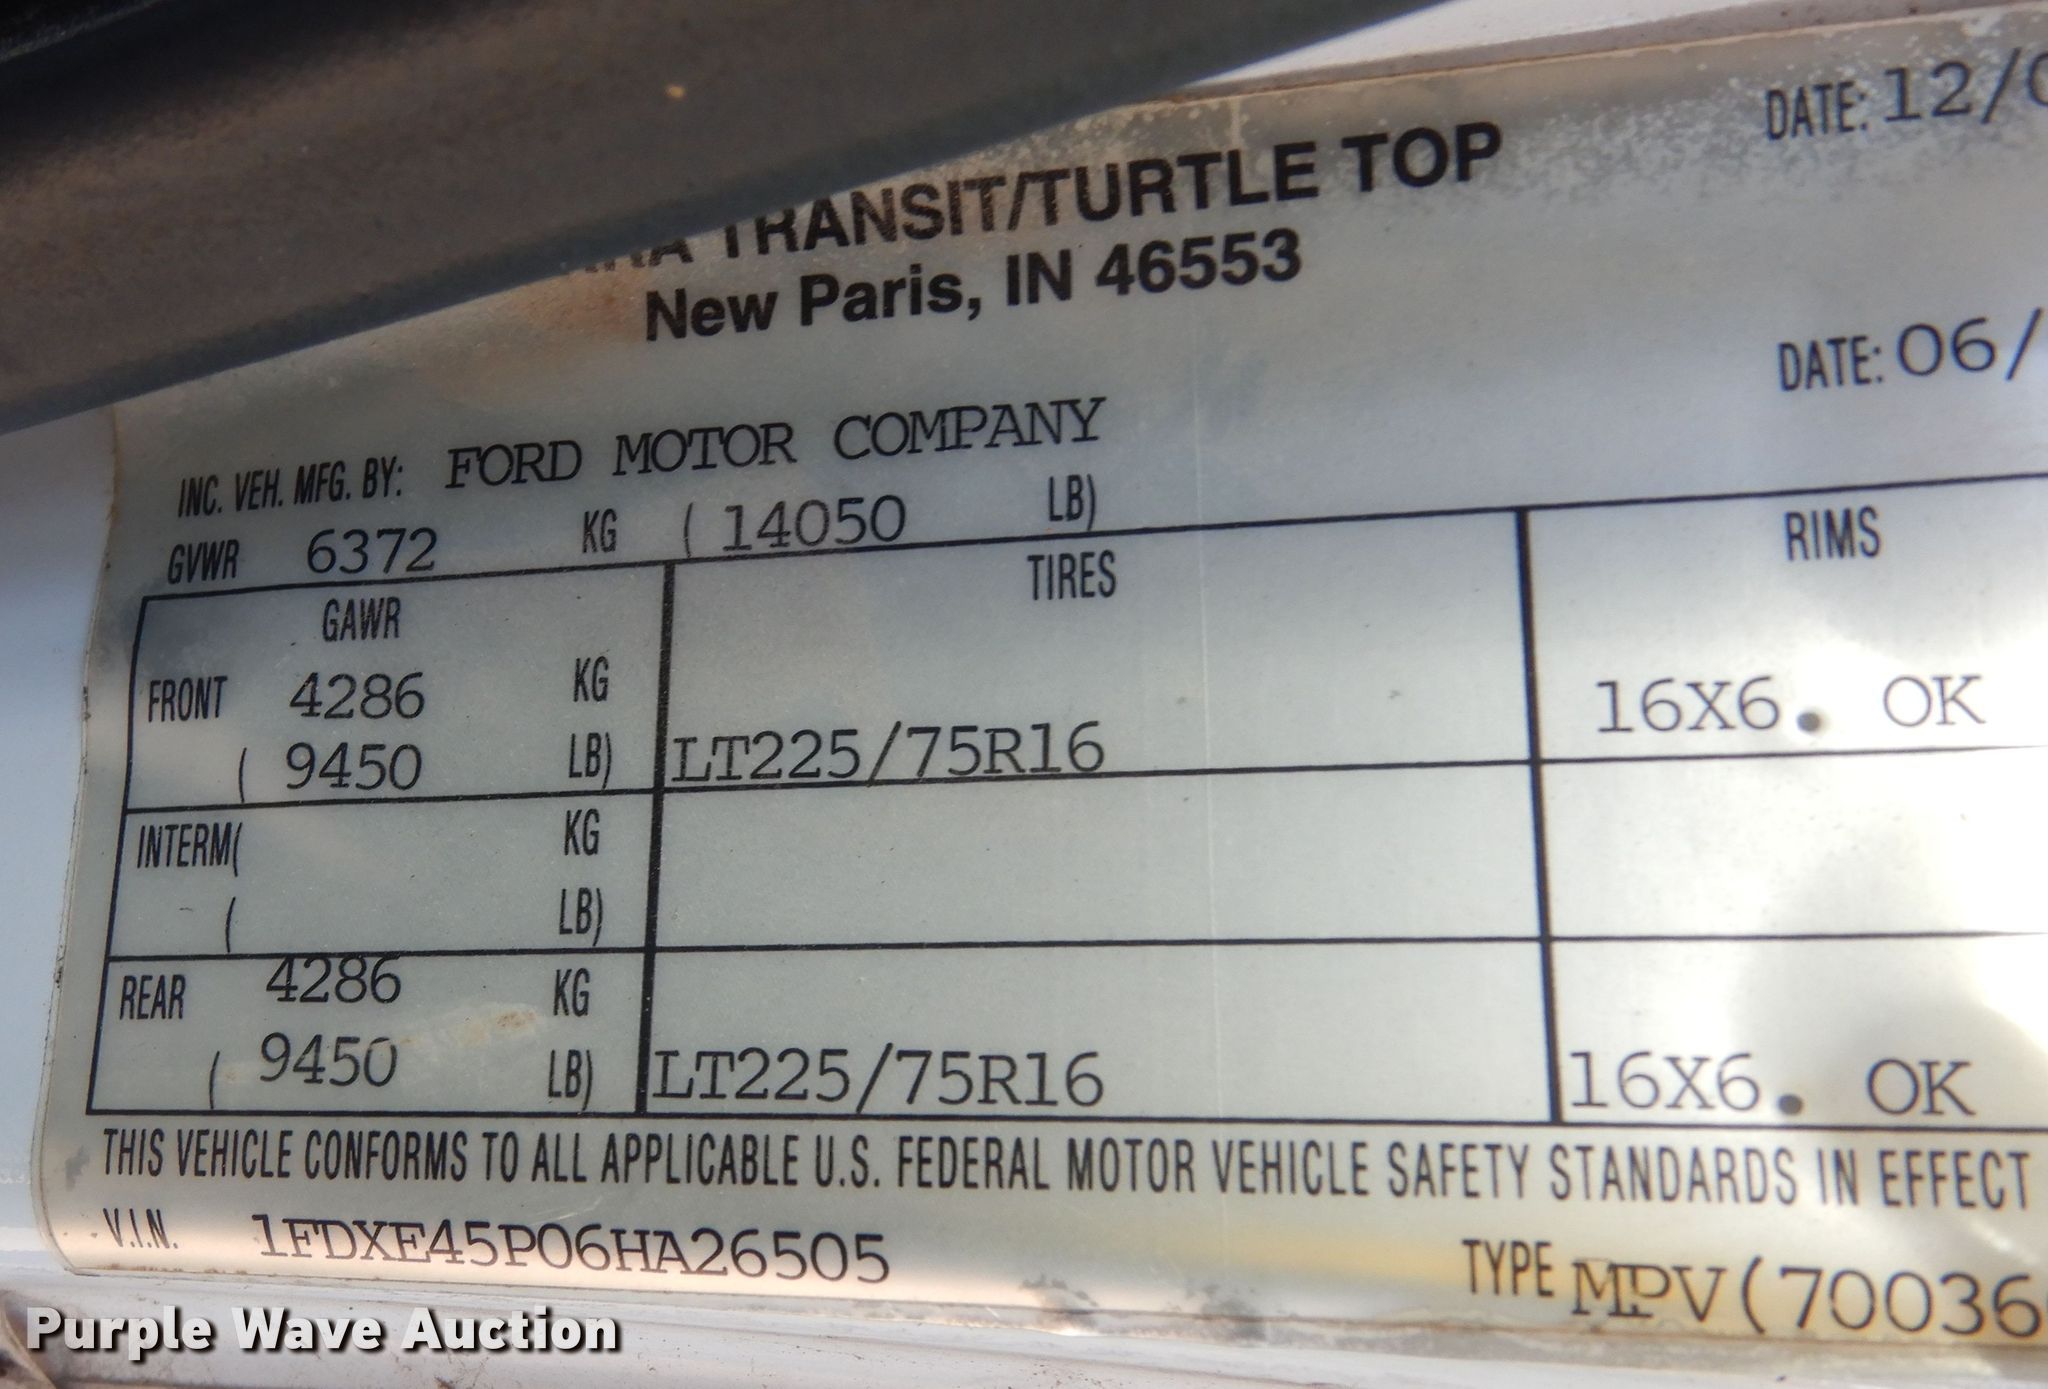 TRANSIT/TURTLE TOP
New Paris, IN 46553
DATE: 12/0
DATE: 06/
INC. VEH. MFG. BY: FORD MOTOR COMPANY
GVWR 6372 KG ( 14050 LB)
GAWR TIRES RIMS
FRONT 4286 KG
( 9450 LB) LT225/75R16 16X6. OK
INTERM( KG
( LB)
REAR 4286 KG
( 9450 LB) LT225/75R16 16X6. OK
THIS VEHICLE CONFORMS TO ALL APPLICABLE U.S. FEDERAL MOTOR VEHICLE SAFETY STANDARDS IN EFFECT
V.I.N. 1FDXE45P06HA26505
TYPE MPV(70036
Purple Wave Auction